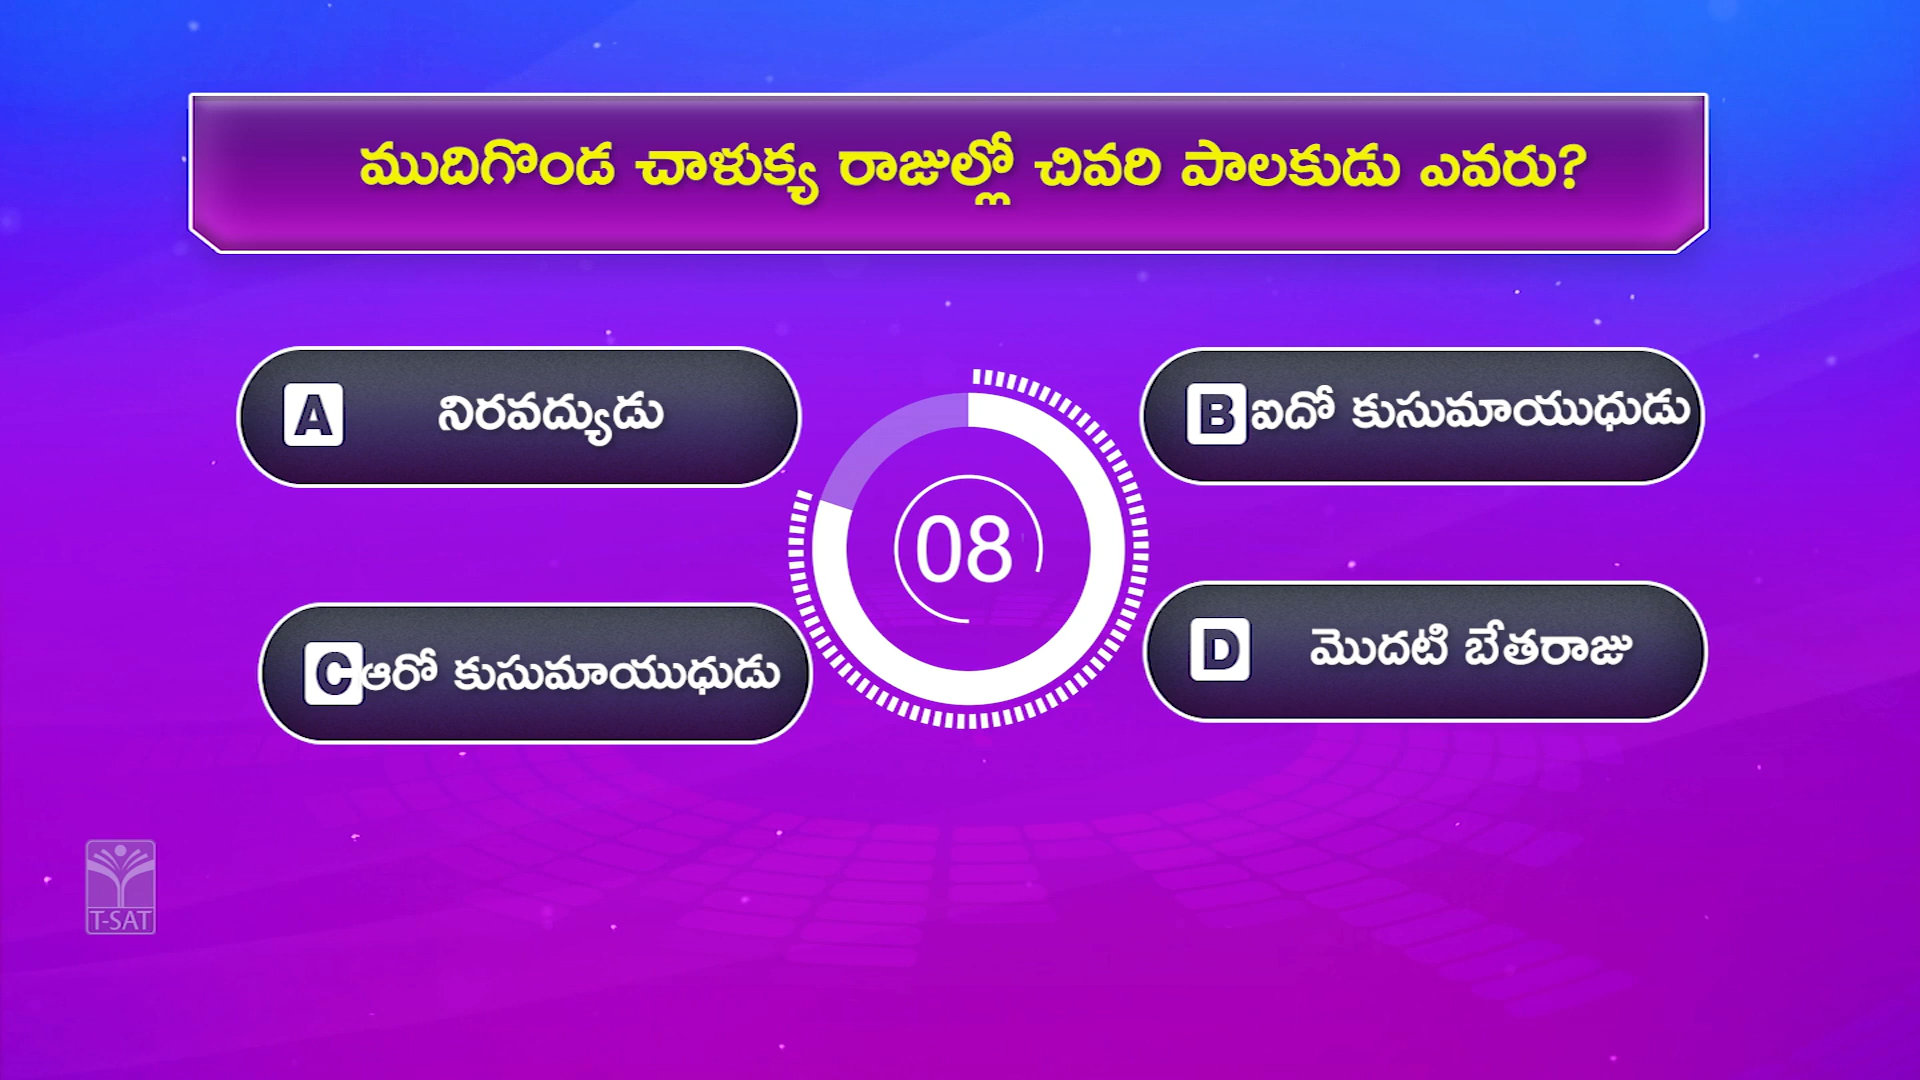 ముదిగొండ చాళుక్య రాజుల్లో చివరి పాలకుడు ఎవరు?
A నిరవద్యుడు
B ఐదో కుసుమాయుధుడు
08
C ఆరో కుసుమాయుధుడు
D మొదటి బేతరాజు
T-SAT